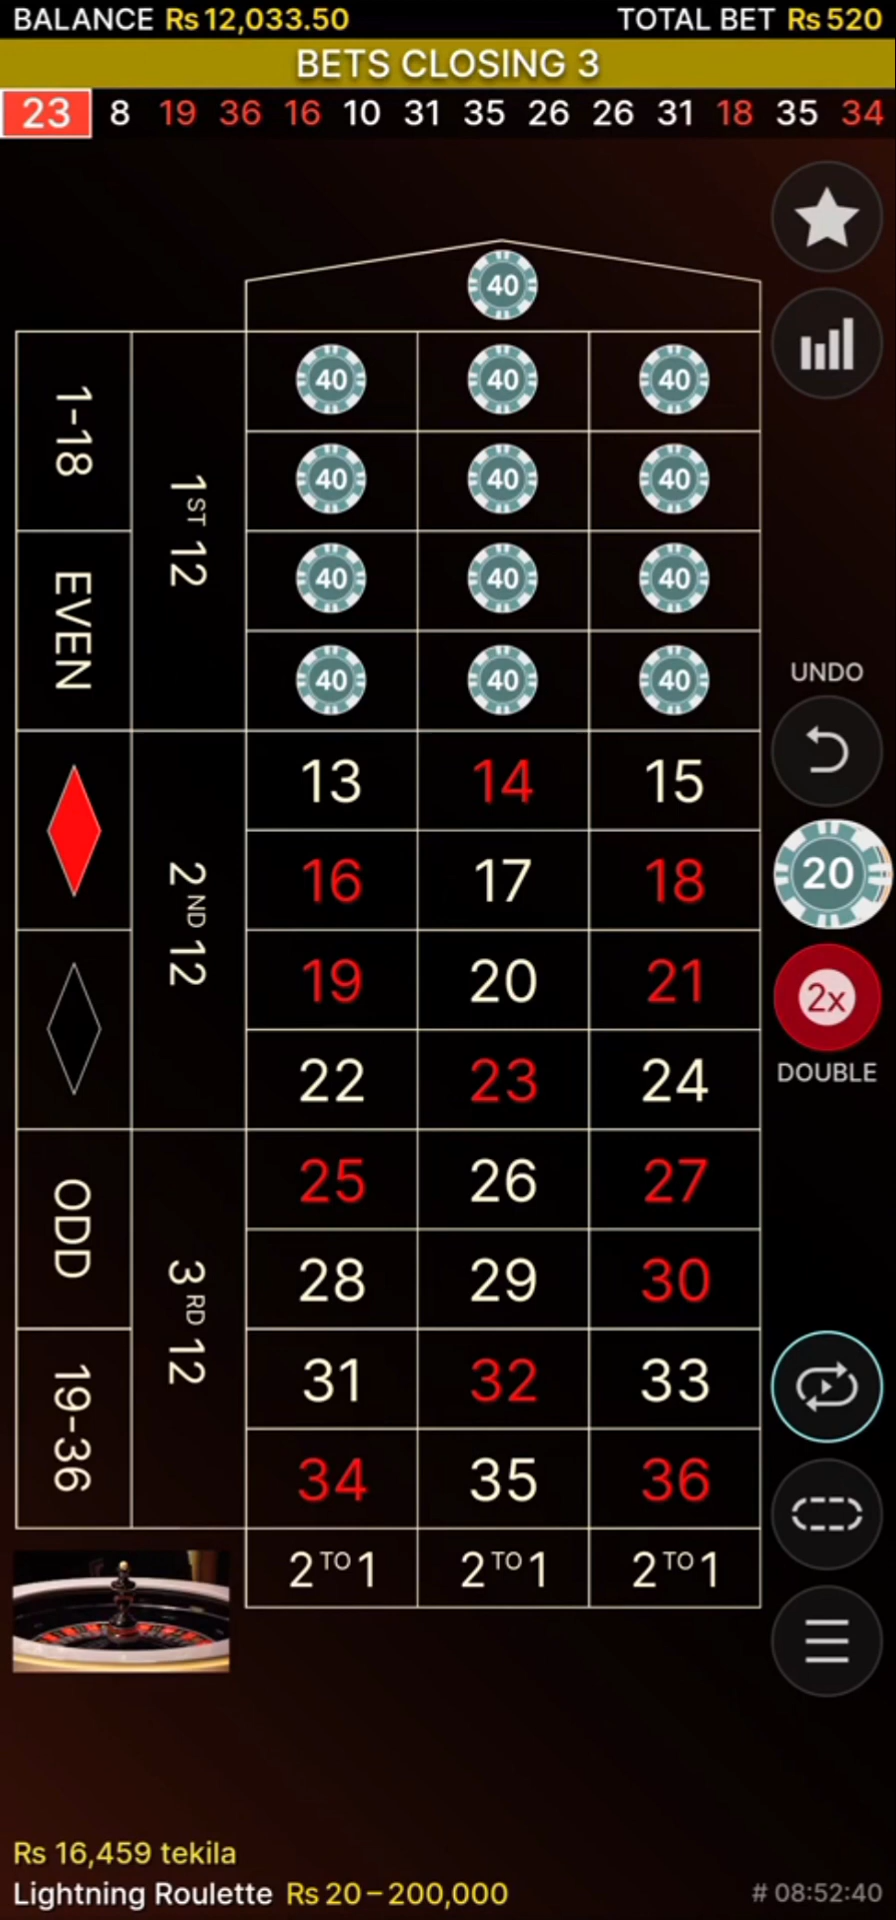 BALANCE Rs 12,033.50 TOTAL BET Rs 520
BETS CLOSING 3
23 8 19 36 16 10 31 35 26 26 31 18 35 34
40
40 40 40
40 40 40
40 40 40
40 40 40
1-18
EVEN
ODD
19-36
1ST 12
2ND 12
3RD 12
13 14 15
16 17 18
19 20 21
22 23 24
25 26 27
28 29 30
31 32 33
34 35 36
2TO1 2TO1 2TO1
UNDO
20
2x
DOUBLE
Rs 16,459 tekila
Lightning Roulette Rs 20 – 200,000
# 08:52:40